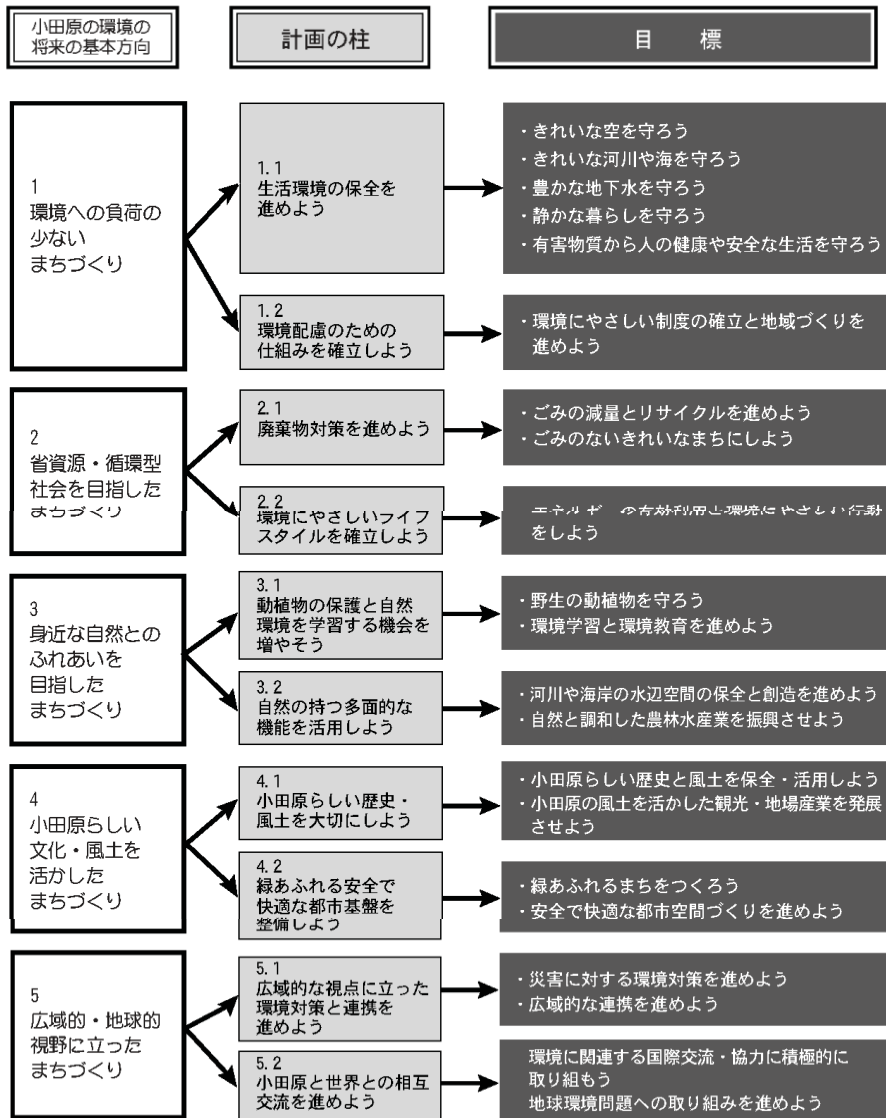 小田原の環境の
将来の基本方向
計画の柱
目　標
1
環境への負荷の
少ない
まちづくり
1.1
生活環境の保全を
進めよう
・きれいな空を守ろう
・きれいな河川や海を守ろう
・豊かな地下水を守ろう
・静かな暮らしを守ろう
・有害物質から人の健康や安全な生活を守ろう
1.2
環境配慮のための
仕組みを確立しよう
・環境にやさしい制度の確立と地域づくりを
進めよう
2
省資源・循環型
社会を目指した
まちづくり
2.1
廃棄物対策を進めよう
・ごみの減量とリサイクルを進めよう
・ごみのないきれいなまちにしよう
2.2
環境にやさしいライフ
スタイルを確立しよう
の有効利用と環境にやさしい行動
をしよう
3
身近な自然との
ふれあいを
目指した
まちづくり
3.1
動植物の保護と自然
環境を学習する機会を
増やそう
・野生の動植物を守ろう
・環境学習と環境教育を進めよう
3.2
自然の持つ多面的な
機能を活用しよう
・河川や海岸の水辺空間の保全と創造を進めよう
・自然と調和した農林水産業を振興させよう
4
小田原らしい
文化・風土を
活かした
まちづくり
4.1
小田原らしい歴史・
風土を大切にしよう
・小田原らしい歴史と風土を保全・活用しよう
・小田原の風土を活かした観光・地場産業を発展
させよう
4.2
緑あふれる安全で
快適な都市基盤を
整備しよう
・緑あふれるまちをつくろう
・安全で快適な都市空間づくりを進めよう
5
広域的・地球的
視野に立った
まちづくり
5.1
広域的な視点に立った
環境対策と連携を
進めよう
・災害に対する環境対策を進めよう
・広域的な連携を進めよう
5.2
小田原と世界との相互
交流を進めよう
環境に関連する国際交流・協力に積極的に
取り組もう
地球環境問題への取り組みを進めよう